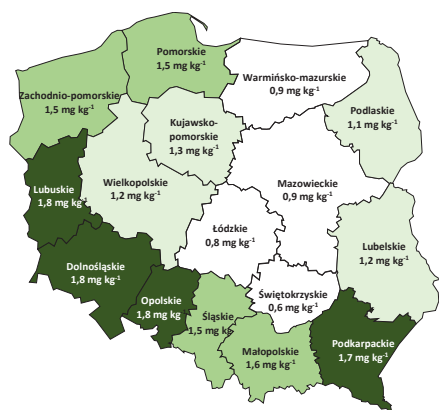 Pomorskie
1,5 mg kg⁻¹
Warmińsko-mazurskie
0,9 mg kg⁻¹
Zachodnio-pomorskie
1,5 mg kg⁻¹
Podlaskie
1,1 mg kg⁻¹
Kujawsko-
pomorskie
1,3 mg kg⁻¹
Lubuskie
1,8 mg kg⁻¹
Wielkopolskie
1,2 mg kg⁻¹
Mazowieckie
0,9 mg kg⁻¹
Łódzkie
0,8 mg kg⁻¹
Lubelskie
1,2 mg kg⁻¹
Dolnośląskie
1,8 mg kg⁻¹
Opolskie
1,8 mg kg
Świętokrzyskie
0,6 mg kg⁻¹
Śląskie
1,5 mg kg⁻¹
Małopolskie
1,6 mg kg⁻¹
Podkarpackie
1,7 mg kg⁻¹